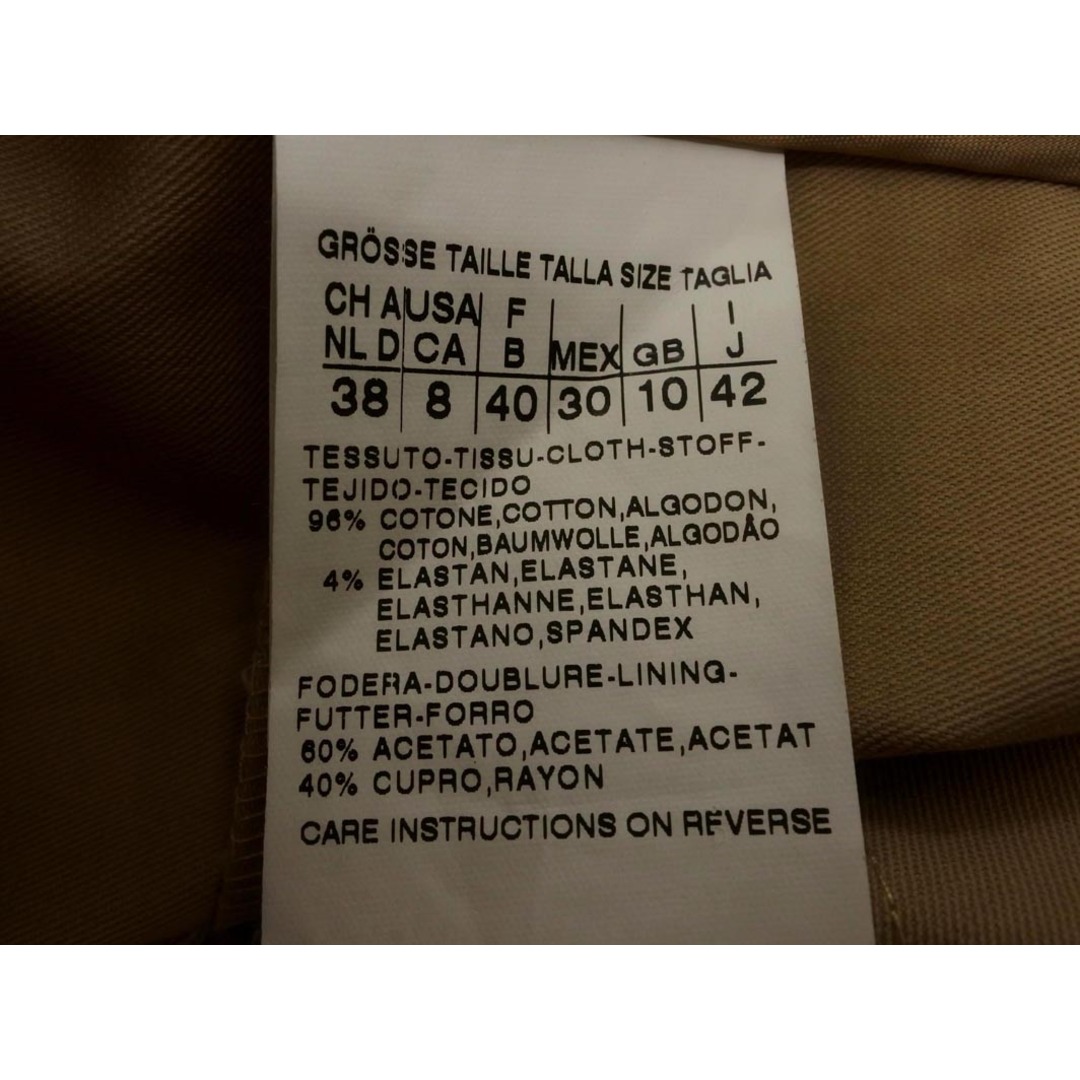 GRÖSSE TAILLE TALLA SIZE TAGLIA
CH A USA F I
NL D CA B MEX GB J
38 8 40 30 10 42
TESSUTO-TISSU-CLOTH-STOFF-
TEJIDO-TECIDO
96% COTONE,COTTON,ALGODON,
COTON,BAUMWOLLE,ALGODÂO
4% ELASTAN,ELASTANE,
ELASTHANNE,ELASTHAN,
ELASTANO,SPANDEX
FODERA-DOUBLURE-LINING-
FUTTER-FORRO
60% ACETATO,ACETATE,ACETAT
40% CUPRO,RAYON
CARE INSTRUCTIONS ON REVERSE